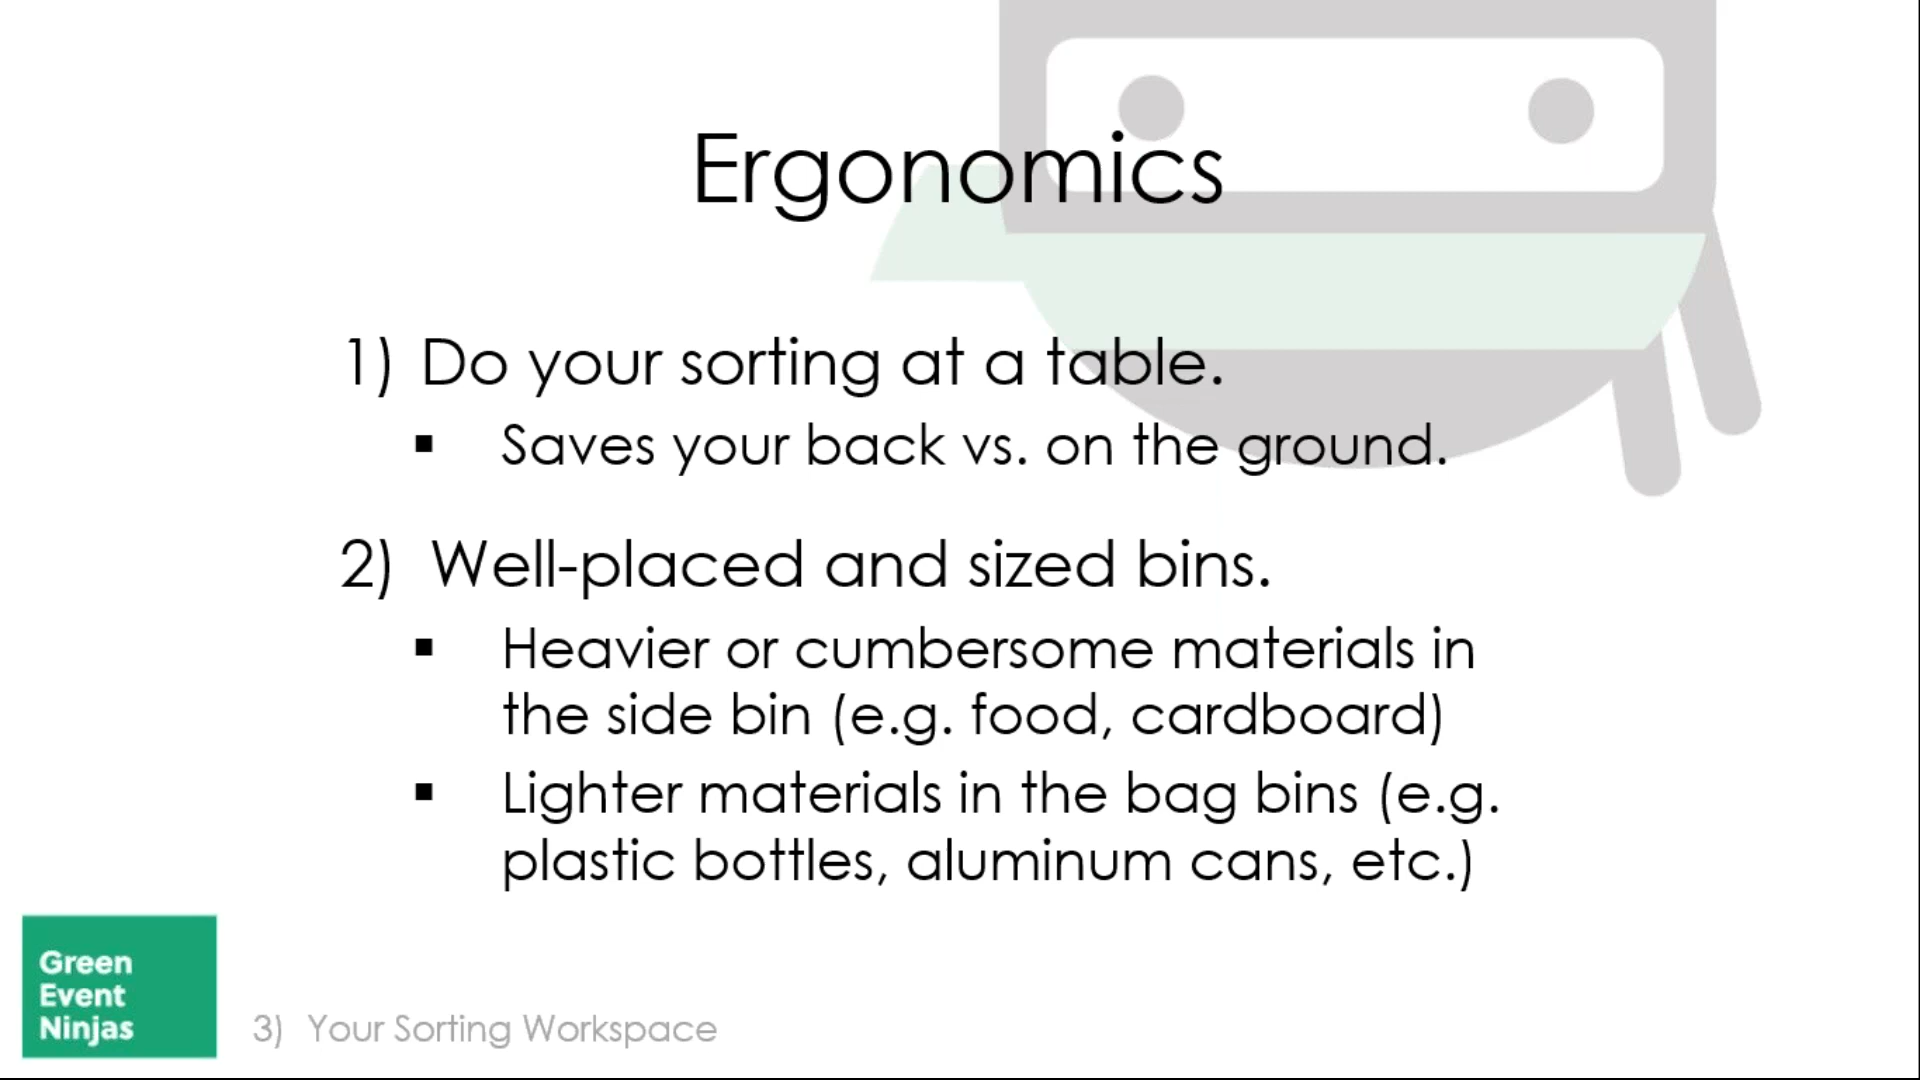 Ergonomics
1) Do your sorting at a table.
▪ Saves your back vs. on the ground.
2) Well-placed and sized bins.
▪ Heavier or cumbersome materials in
the side bin (e.g. food, cardboard)
▪ Lighter materials in the bag bins (e.g.
plastic bottles, aluminum cans, etc.)
Green
Event
Ninjas
3) Your Sorting Workspace